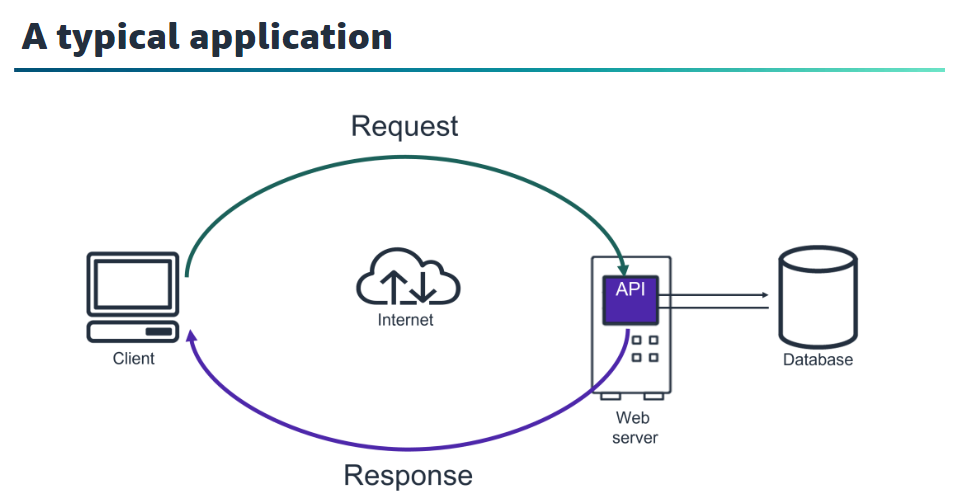 A typical application
Request
Internet
API
Client
Database
Web
server
Response